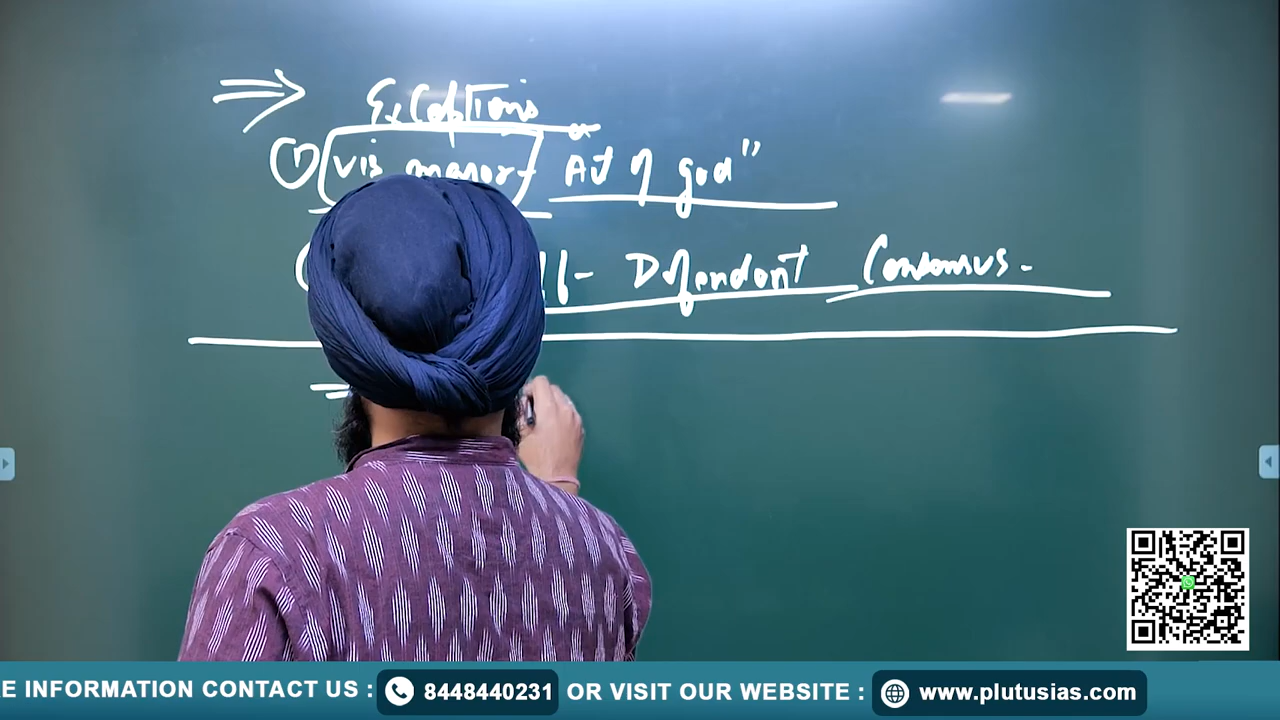 ⇒ Exceptions
① Vis major - Act of god"
- Defendant Consensus.
RE INFORMATION CONTACT US : 8448440231 OR VISIT OUR WEBSITE : www.plutusias.com